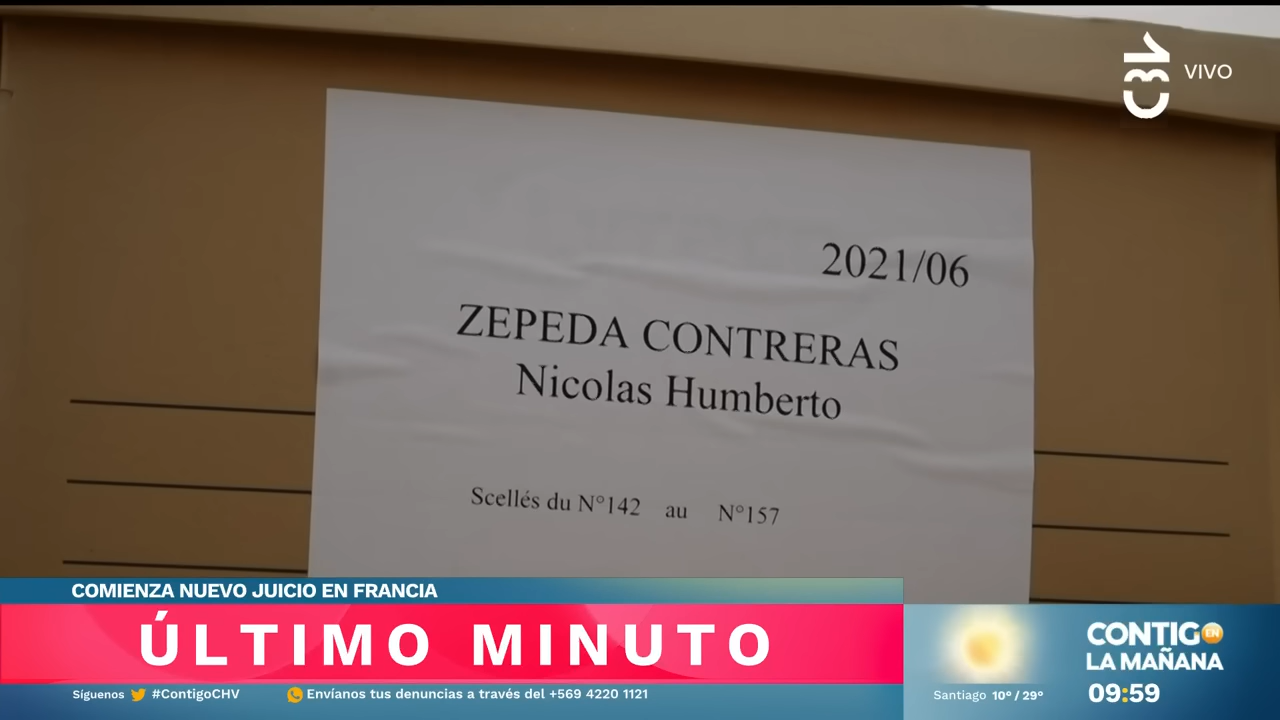 CHV VIVO
2021/06
ZEPEDA CONTRERAS
Nicolas Humberto
Scellés du N°142 au N°157
COMIENZA NUEVO JUICIO EN FRANCIA
ÚLTIMO MINUTO
Síguenos #ContigoCHV Envíanos tus denuncias a través del +569 4220 1121
Santiago 10° / 29°
CONTIGO EN
LA MAÑANA
09:59